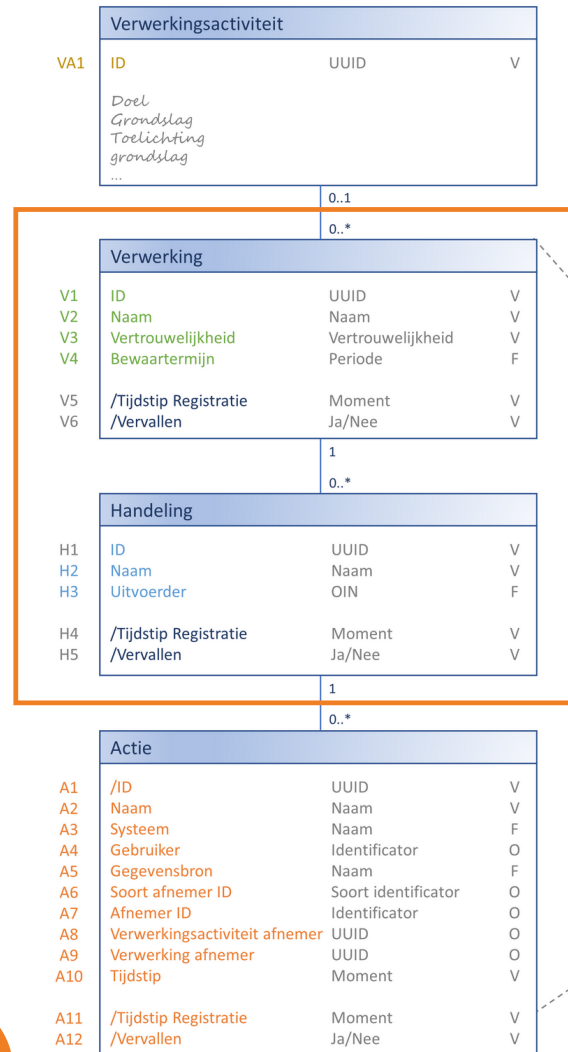 Verwerkingsactiviteit
VA1 ID UUID V
Doel
Grondslag
Toelichting
grondslag
...
0..1
0..*
Verwerking
V1 ID UUID V
V2 Naam Naam V
V3 Vertrouwelijkheid Vertrouwelijkheid V
V4 Bewaartermijn Periode F
V5 /Tijdstip Registratie Moment V
V6 /Vervallen Ja/Nee V
1
0..*
Handeling
H1 ID UUID V
H2 Naam Naam V
H3 Uitvoerder OIN F
H4 /Tijdstip Registratie Moment V
H5 /Vervallen Ja/Nee V
1
0..*
Actie
A1 /ID UUID V
A2 Naam Naam V
A3 Systeem Naam F
A4 Gebruiker Identificator O
A5 Gegevensbron Naam F
A6 Soort afnemer ID Soort identificator O
A7 Afnemer ID Identificator O
A8 Verwerkingsactiviteit afnemer UUID O
A9 Verwerking afnemer UUID O
A10 Tijdstip Moment V
A11 /Tijdstip Registratie Moment V
A12 /Vervallen Ja/Nee V